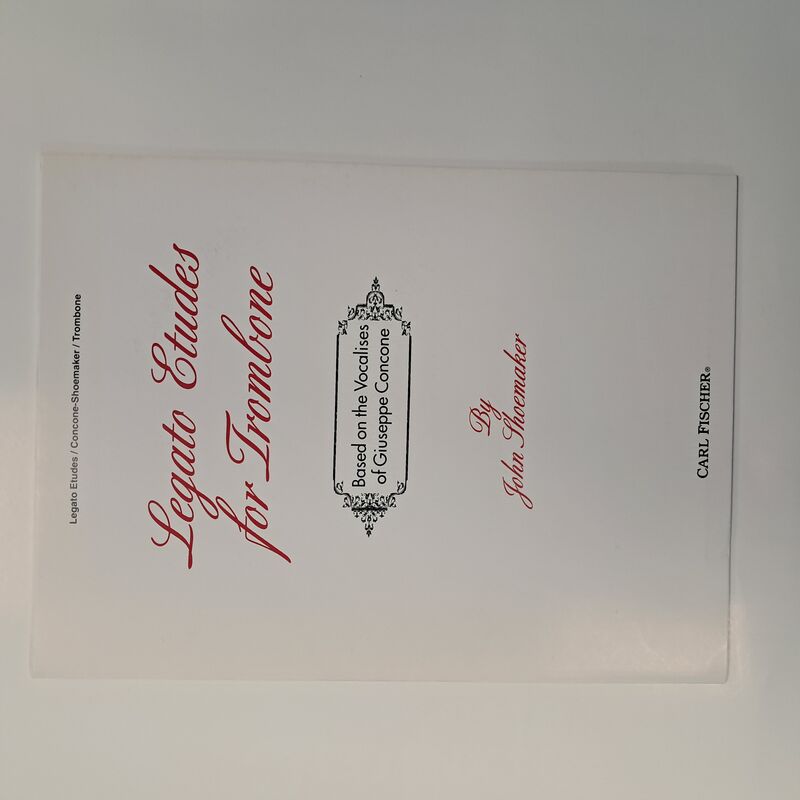 Legato Etudes / Concone-Shoemaker / Trombone
Legato Etudes
for Trombone
Based on the Vocalises
of Giuseppe Concone
By
John Shoemaker
CARL FISCHER®